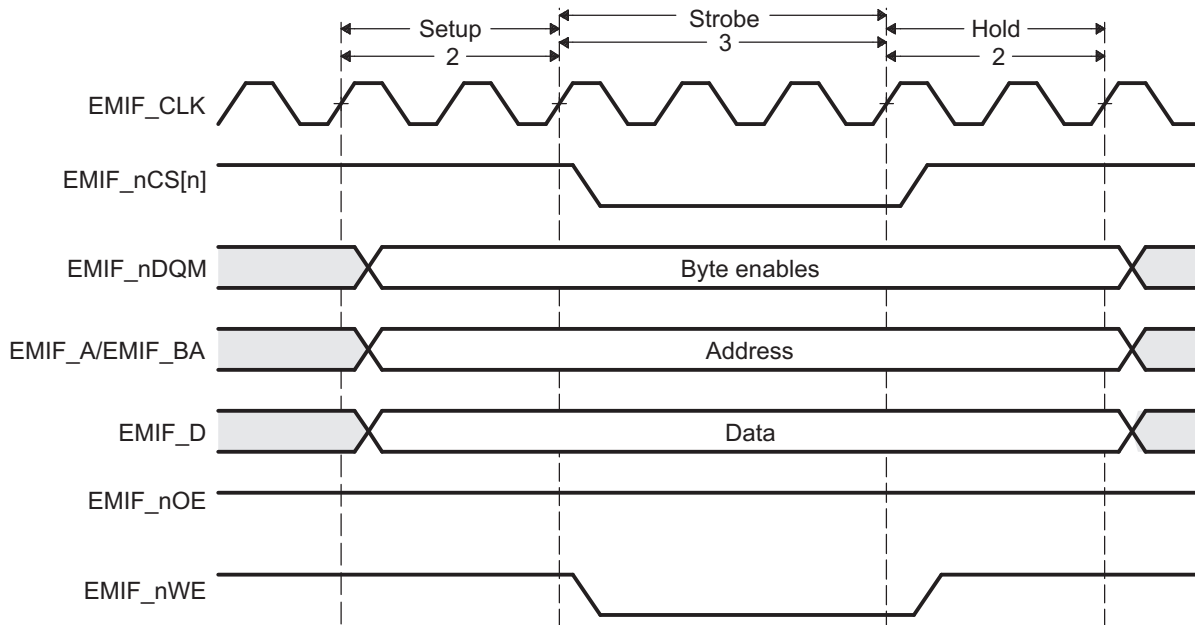 Setup
Strobe
Hold
2
3
2
EMIF_CLK
EMIF_nCS[n]
EMIF_nDQM
Byte enables
EMIF_A/EMIF_BA
Address
EMIF_D
Data
EMIF_nOE
EMIF_nWE